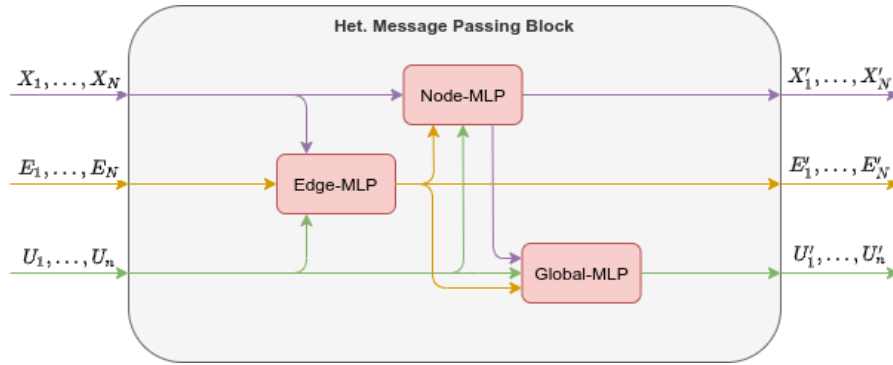 Het. Message Passing Block
X_1, ..., X_N
Node-MLP
X'_1, ..., X'_N
E_1, ..., E_N
Edge-MLP
E'_1, ..., E'_N
U_1, ..., U_n
Global-MLP
U'_1, ..., U'_n